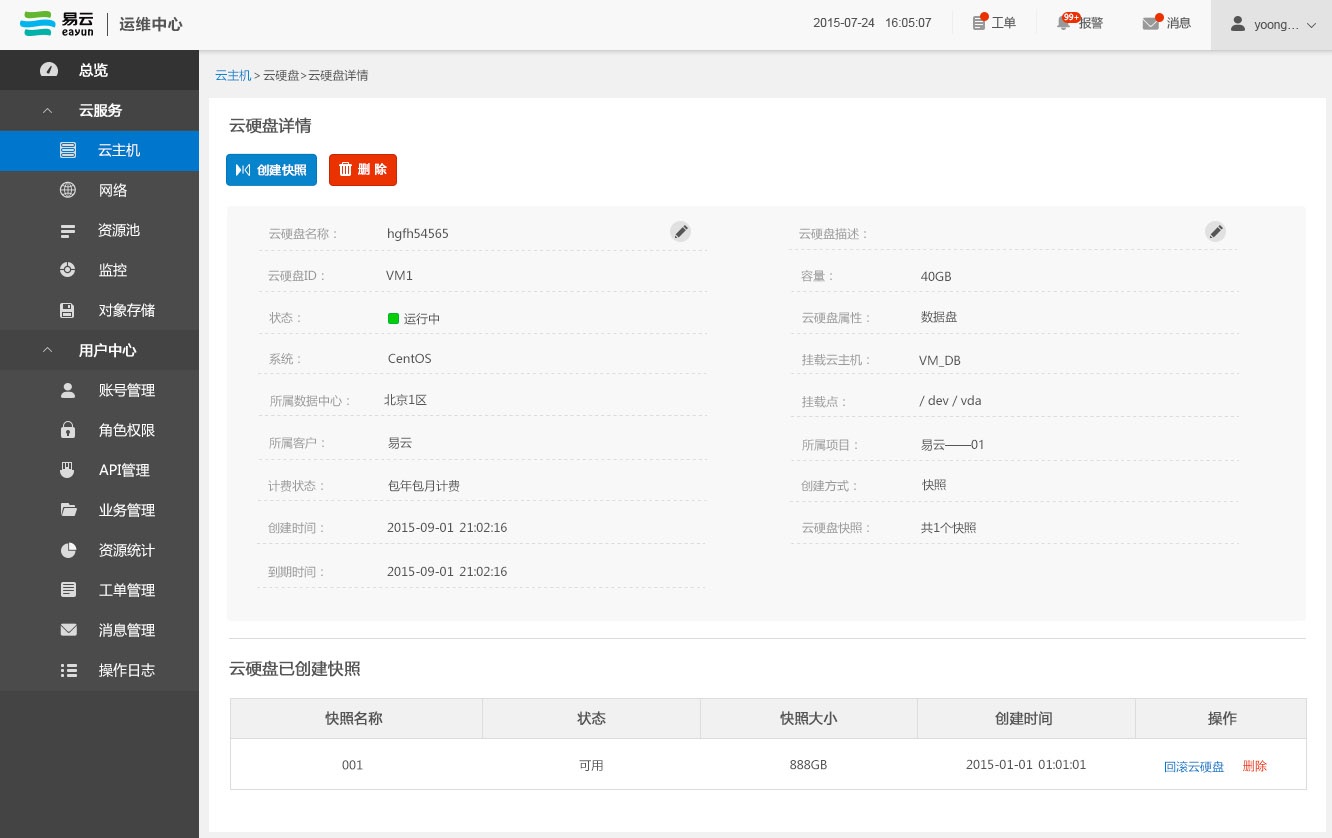 易云 eayun 运维中心
2015-07-24 16:05:07 工单 99+ 报警 消息 yoong...
总览
云服务
云主机
网络
资源池
监控
对象存储
用户中心
账号管理
角色权限
API管理
业务管理
资源统计
工单管理
消息管理
操作日志
云主机 > 云硬盘>云硬盘详情
云硬盘详情
创建快照 删 除
云硬盘名称： hgfh54565
云硬盘ID： VM1
状态： 运行中
系统： CentOS
所属数据中心： 北京1区
所属客户： 易云
计费状态： 包年包月计费
创建时间： 2015-09-01 21:02:16
到期时间： 2015-09-01 21:02:16
云硬盘描述：
容量： 40GB
云硬盘属性： 数据盘
挂载云主机： VM_DB
挂载点： / dev / vda
所属项目： 易云——01
创建方式： 快照
云硬盘快照： 共1个快照
云硬盘已创建快照
快照名称 状态 快照大小 创建时间 操作
001 可用 888GB 2015-01-01 01:01:01 回滚云硬盘 删除